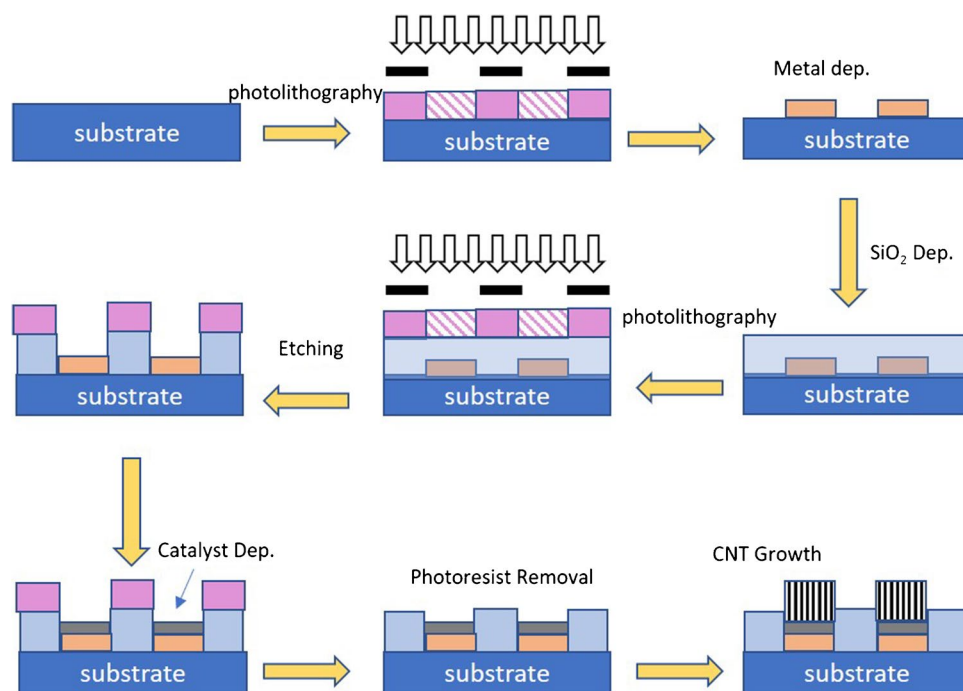 substrate
photolithography
substrate
Metal dep.
substrate
SiO₂ Dep.
substrate
photolithography
substrate
Etching
substrate
Catalyst Dep.
substrate
Photoresist Removal
substrate
CNT Growth
substrate